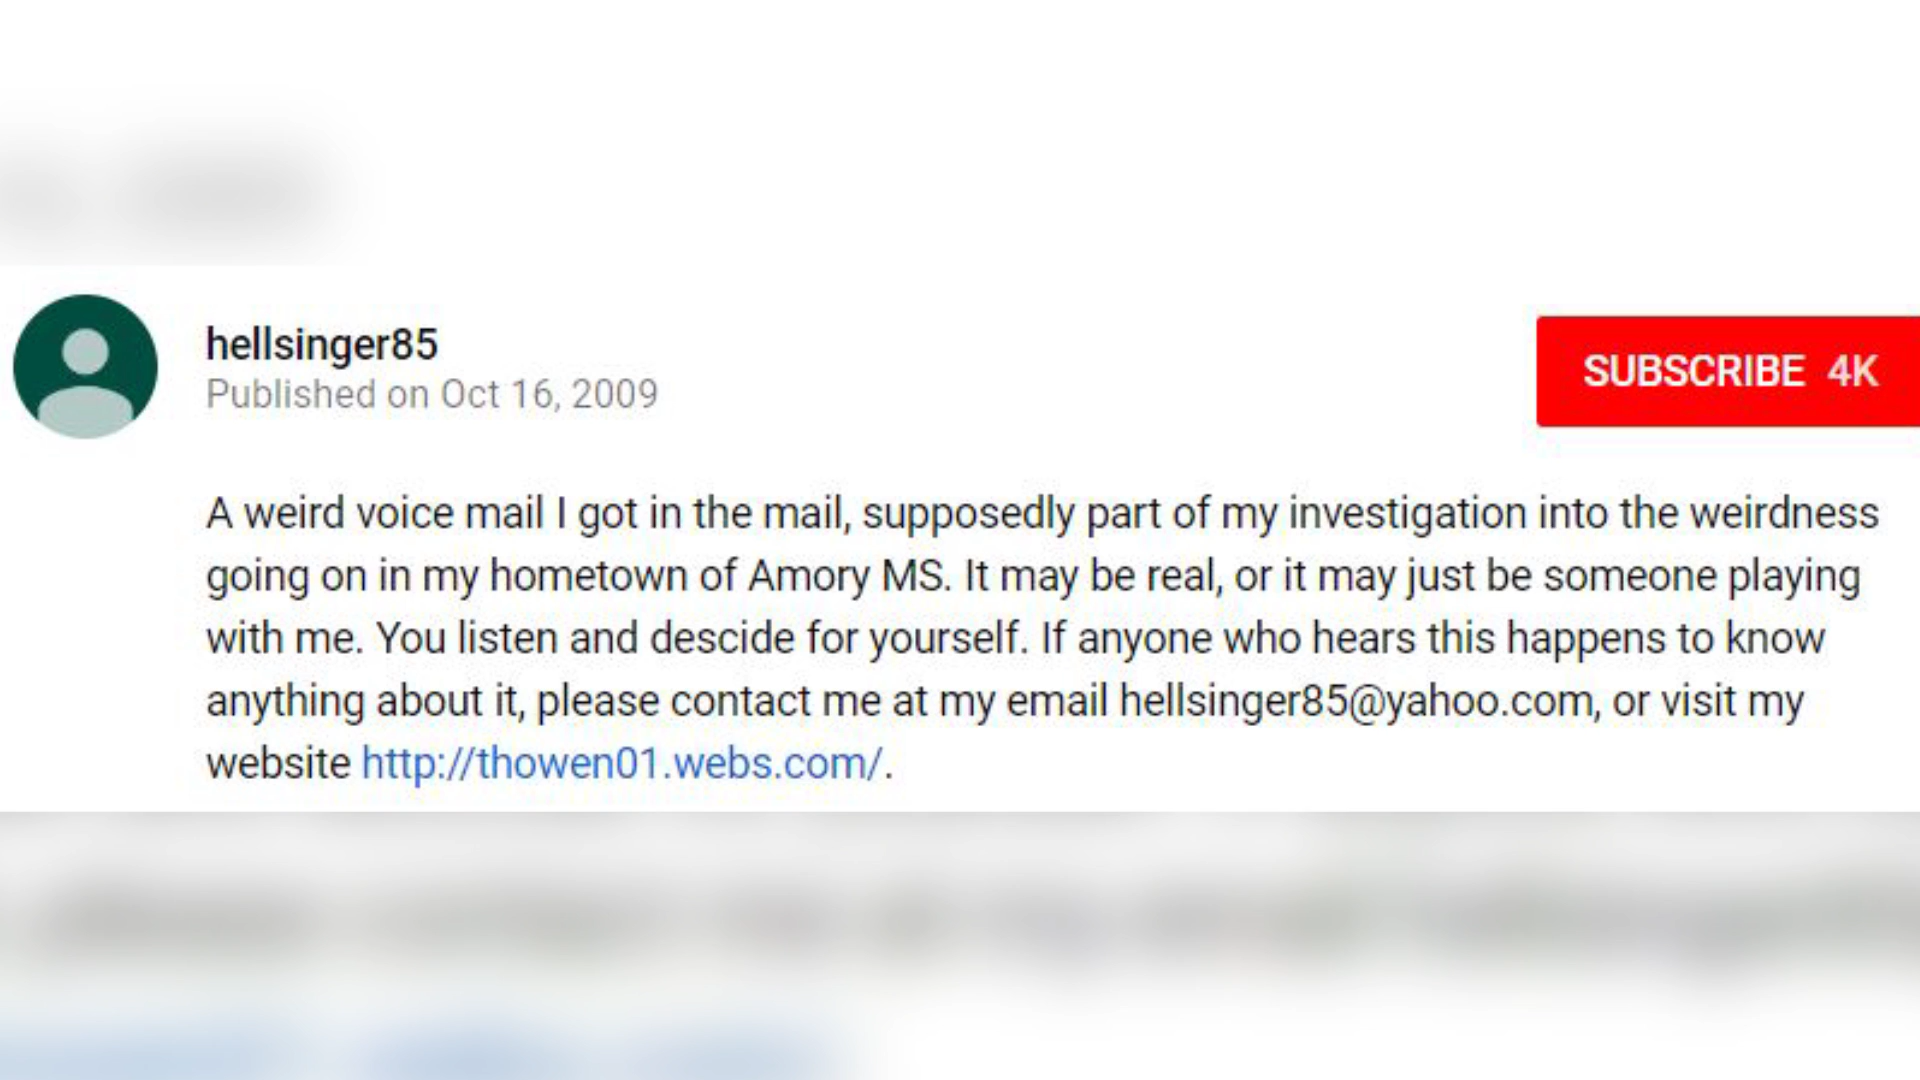 hellsinger85
Published on Oct 16, 2009
SUBSCRIBE 4K
A weird voice mail I got in the mail, supposedly part of my investigation into the weirdness
going on in my hometown of Amory MS. It may be real, or it may just be someone playing
with me. You listen and descide for yourself. If anyone who hears this happens to know
anything about it, please contact me at my email hellsinger85@yahoo.com, or visit my
website http://thowen01.webs.com/.